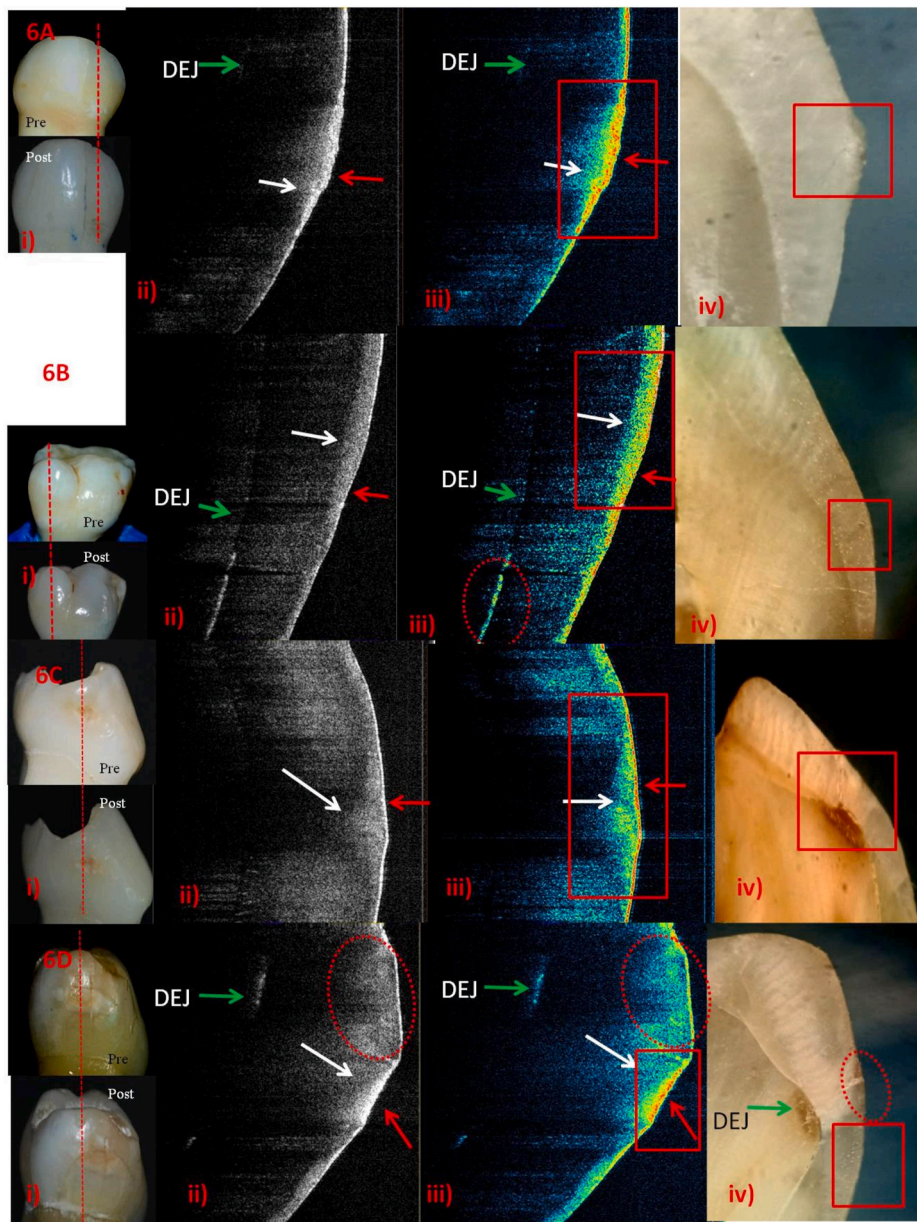 6A
Pre
Post
i)
DEJ
ii)
DEJ
iii)
iv)
6B
Pre
Post
i)
DEJ
ii)
DEJ
iii)
iv)
6C
Pre
Post
i)
ii)
iii)
iv)
6D
Pre
Post
i)
DEJ
ii)
DEJ
iii)
DEJ
iv)